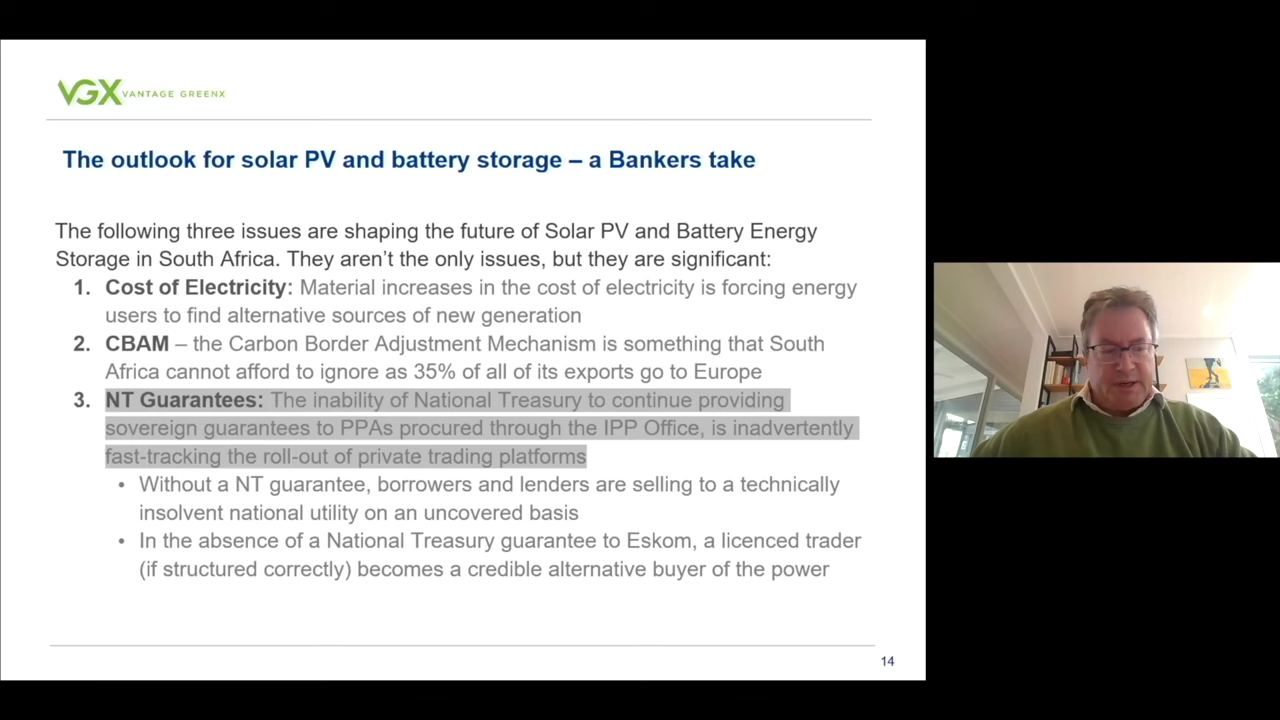 VGX VANTAGE GREENX
The outlook for solar PV and battery storage – a Bankers take
The following three issues are shaping the future of Solar PV and Battery Energy
Storage in South Africa. They aren't the only issues, but they are significant:
1. Cost of Electricity: Material increases in the cost of electricity is forcing energy
users to find alternative sources of new generation
2. CBAM – the Carbon Border Adjustment Mechanism is something that South
Africa cannot afford to ignore as 35% of all of its exports go to Europe
3. NT Guarantees: The inability of National Treasury to continue providing
sovereign guarantees to PPAs procured through the IPP Office, is inadvertently
fast-tracking the roll-out of private trading platforms
• Without a NT guarantee, borrowers and lenders are selling to a technically
insolvent national utility on an uncovered basis
• In the absence of a National Treasury guarantee to Eskom, a licenced trader
(if structured correctly) becomes a credible alternative buyer of the power
14